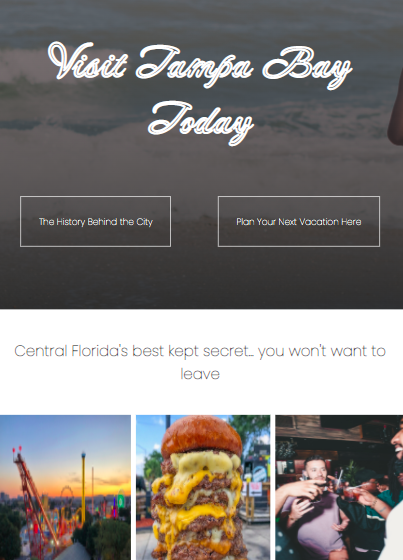 Visit Tampa Bay
Today
The History Behind the City
Plan Your Next Vacation Here
Central Florida's best kept secret... you won't want to
leave